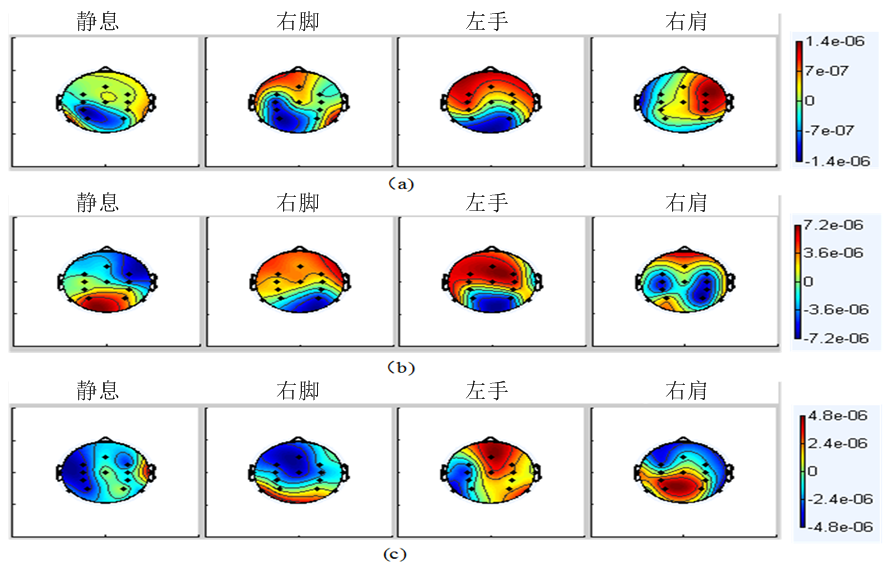 静息 右脚 左手 右肩
1.4e-06
7e-07
0
-7e-07
-1.4e-06
(a)
静息 右脚 左手 右肩
7.2e-06
3.6e-06
0
-3.6e-06
-7.2e-06
(b)
静息 右脚 左手 右肩
4.8e-06
2.4e-06
0
-2.4e-06
-4.8e-06
(c)